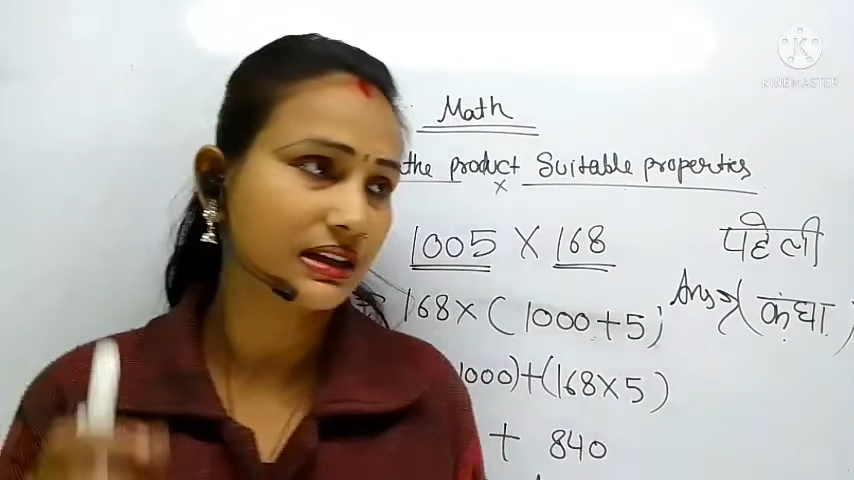 KINEMASTER
Math
the product Suitable properties
×
1005 × 168
पहेली
168×(1000+5)
Ans→(कंघा)
1000)+(168×5)
+ 840